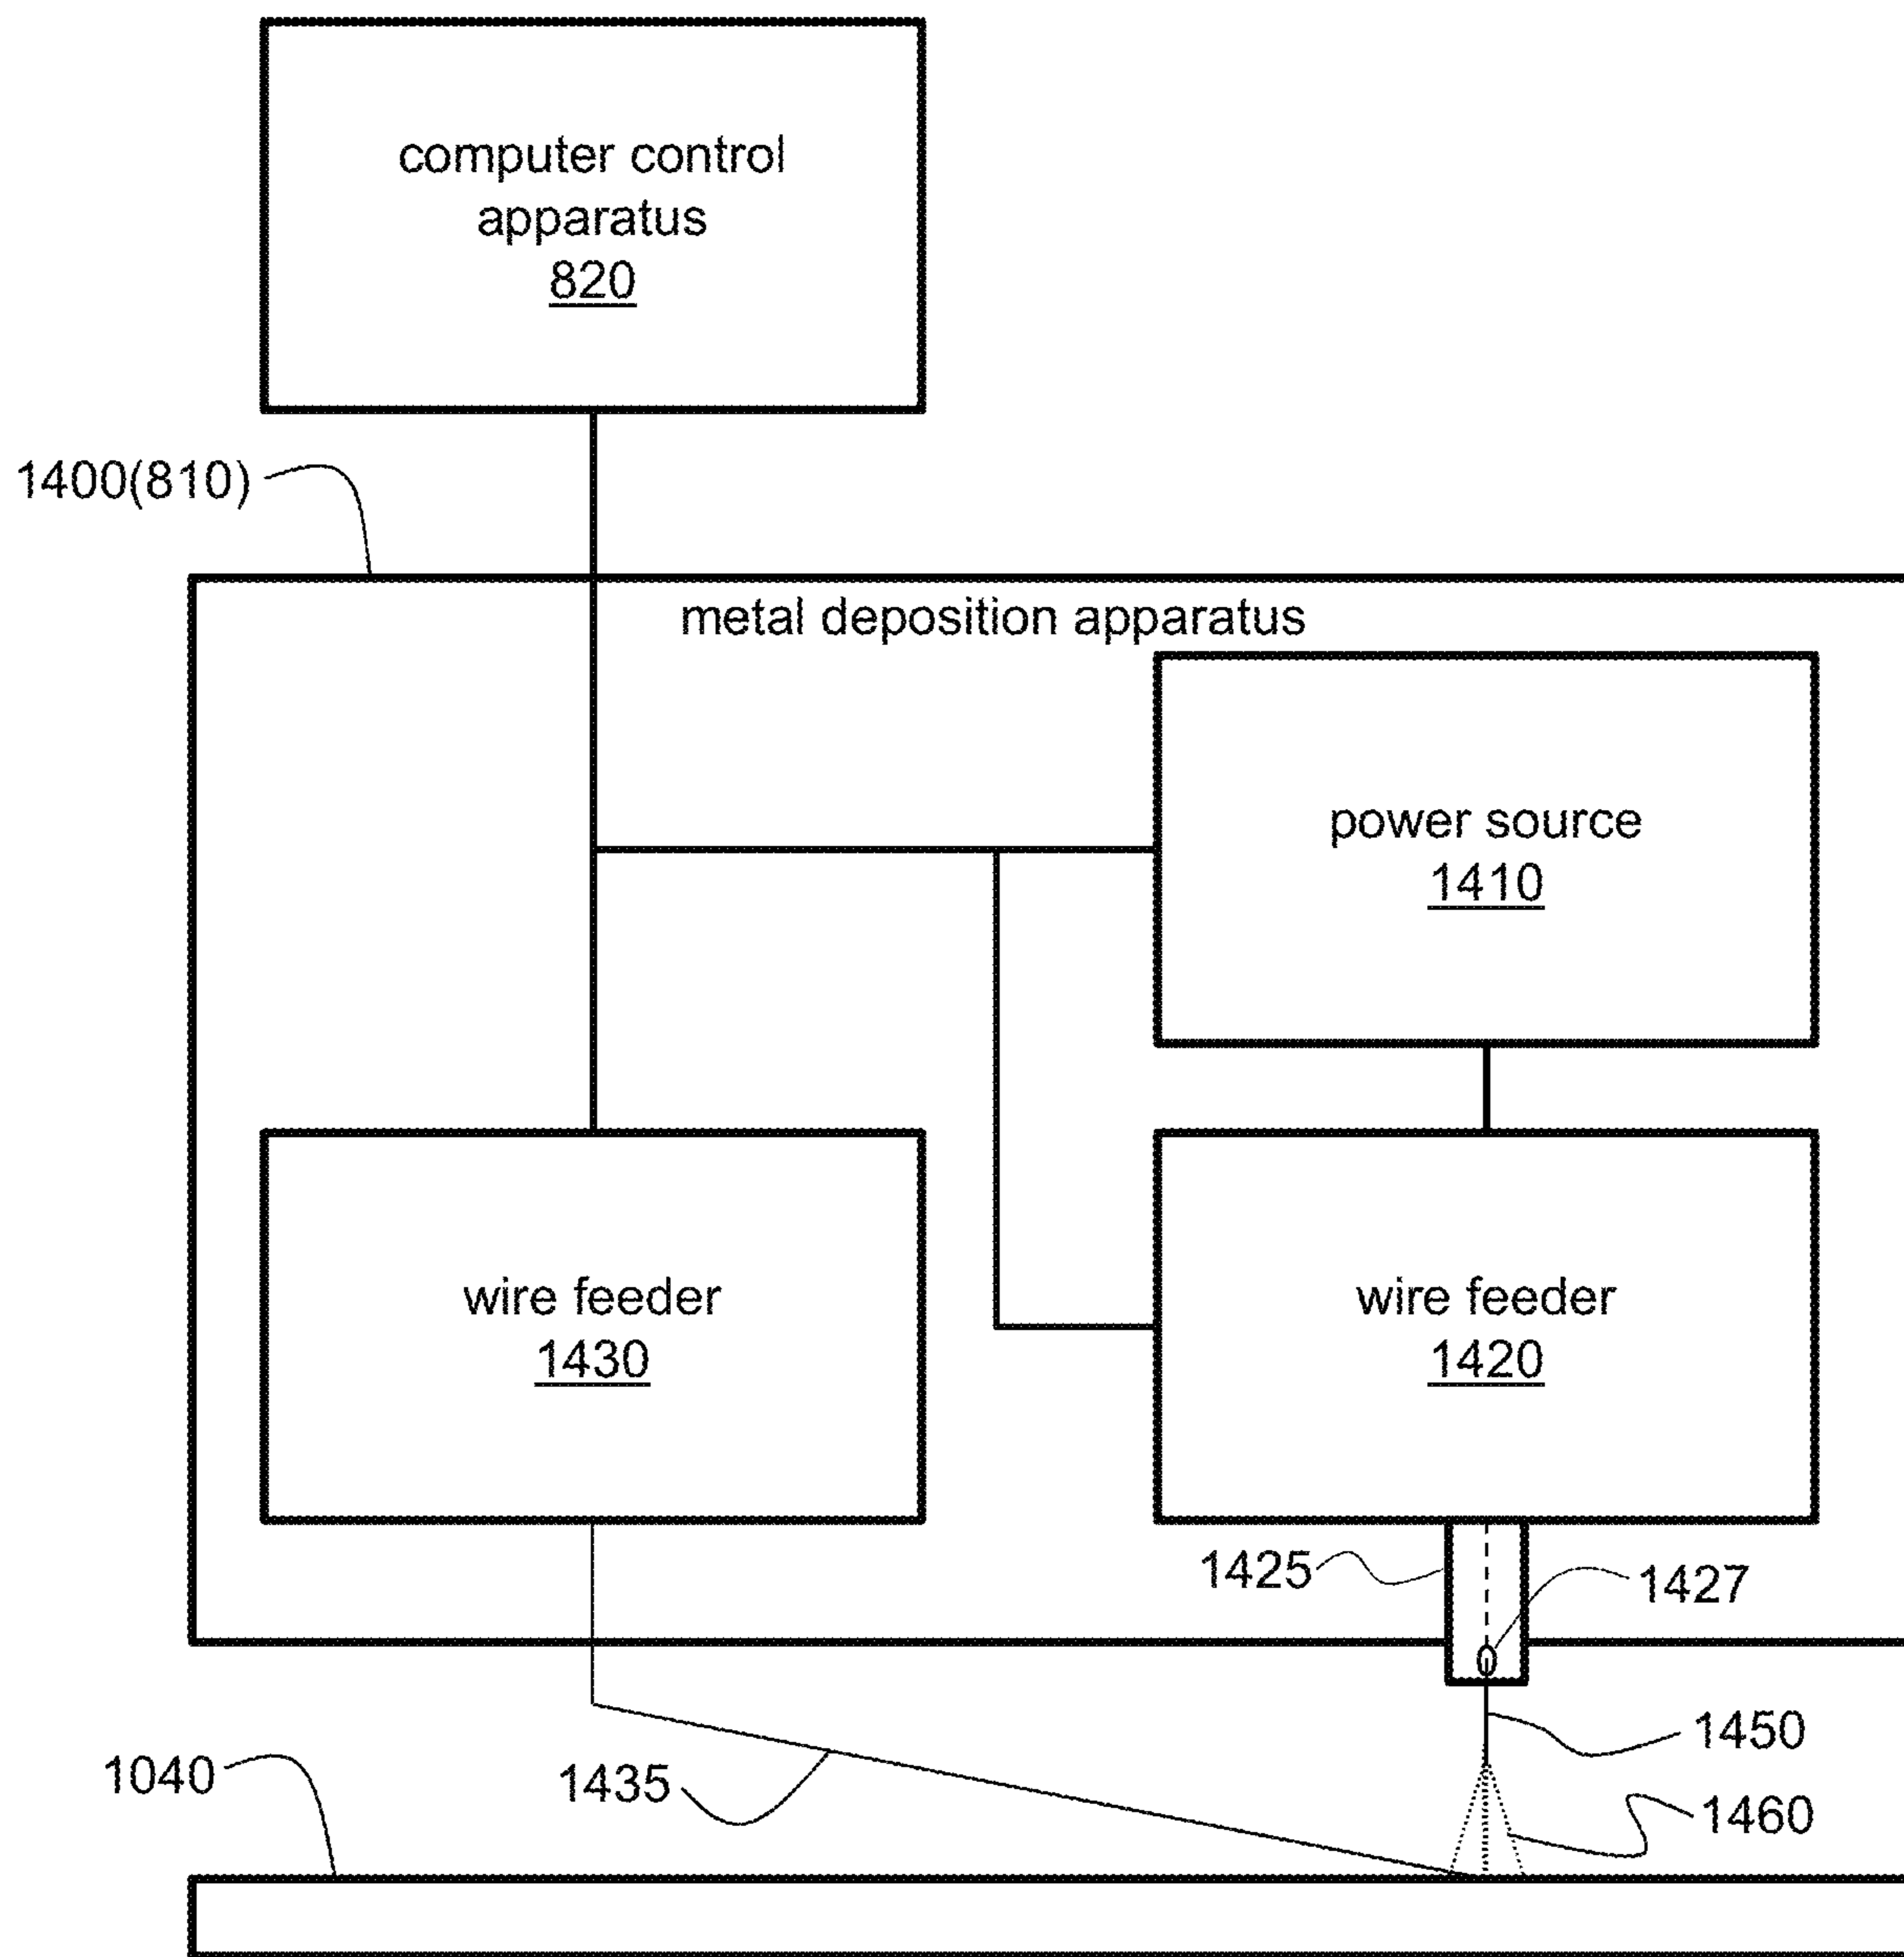 computer control
apparatus
820
1400(810)
metal deposition apparatus
power source
1410
wire feeder
1430
wire feeder
1420
1425
1427
1450
1040
1435
1460